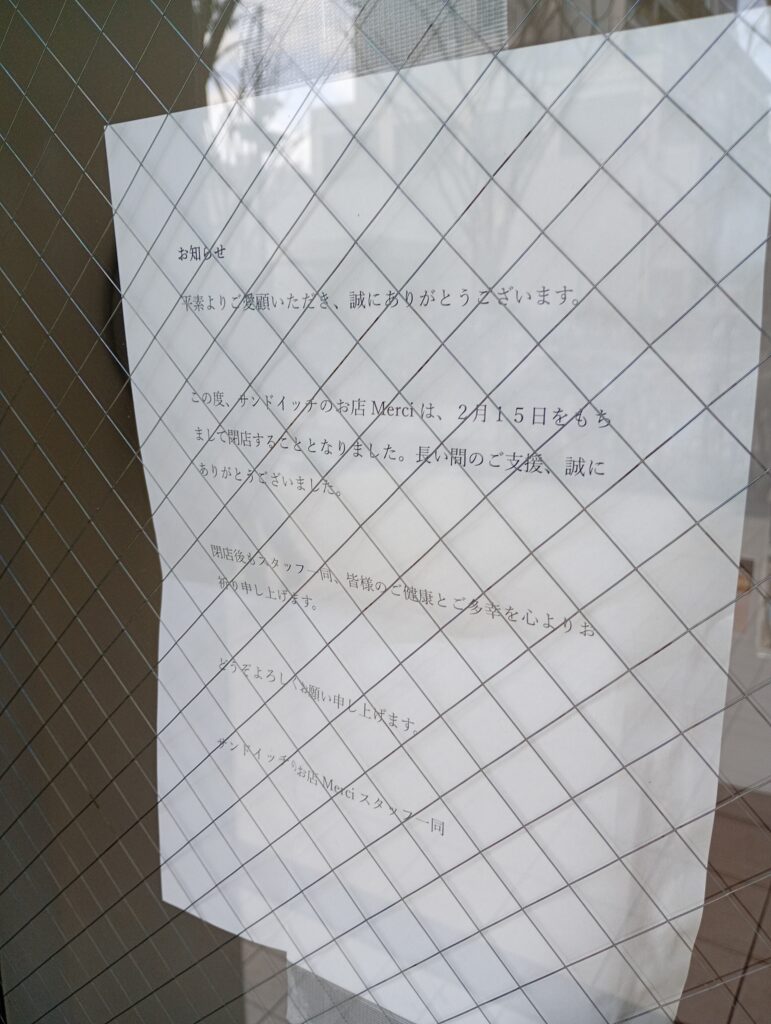 お知らせ
平素よりご愛顧いただき、誠にありがとうございます。
この度、サンドイッチのお店 Merci は、２月１５日をもち
まして閉店することとなりました。長い間のご支援、誠に
ありがとうございました。
閉店後もスタッフ一同、皆様のご健康とご多幸を心よりお
祈り申し上げます。
どうぞよろしくお願い申し上げます。
サンドイッチのお店 Merci スタッフ一同